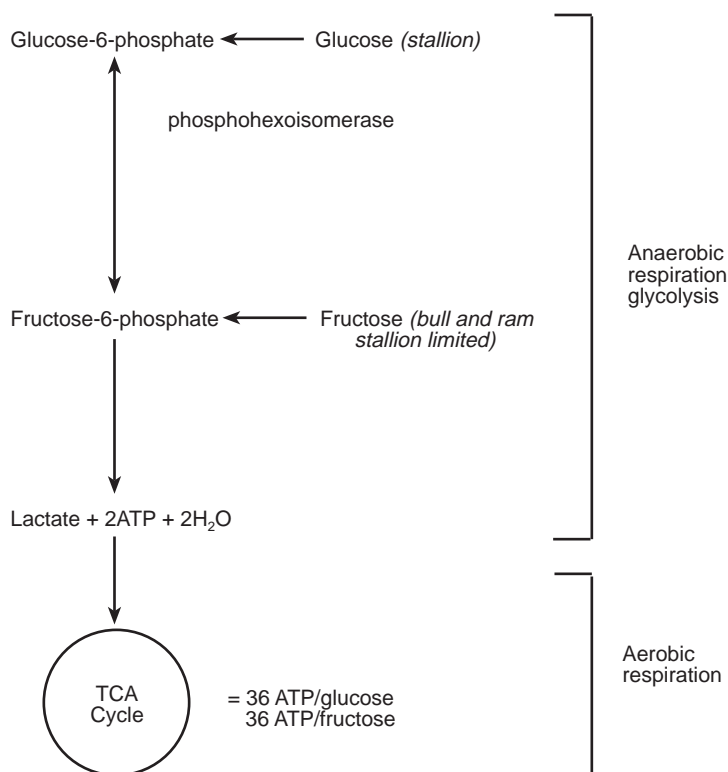 Glucose-6-phosphate
Glucose (stallion)
phosphohexoisomerase
Anaerobic
respiration
glycolysis
Fructose-6-phosphate
Fructose (bull and ram
stallion limited)
Lactate + 2ATP + 2H₂O
TCA
Cycle
= 36 ATP/glucose
36 ATP/fructose
Aerobic
respiration